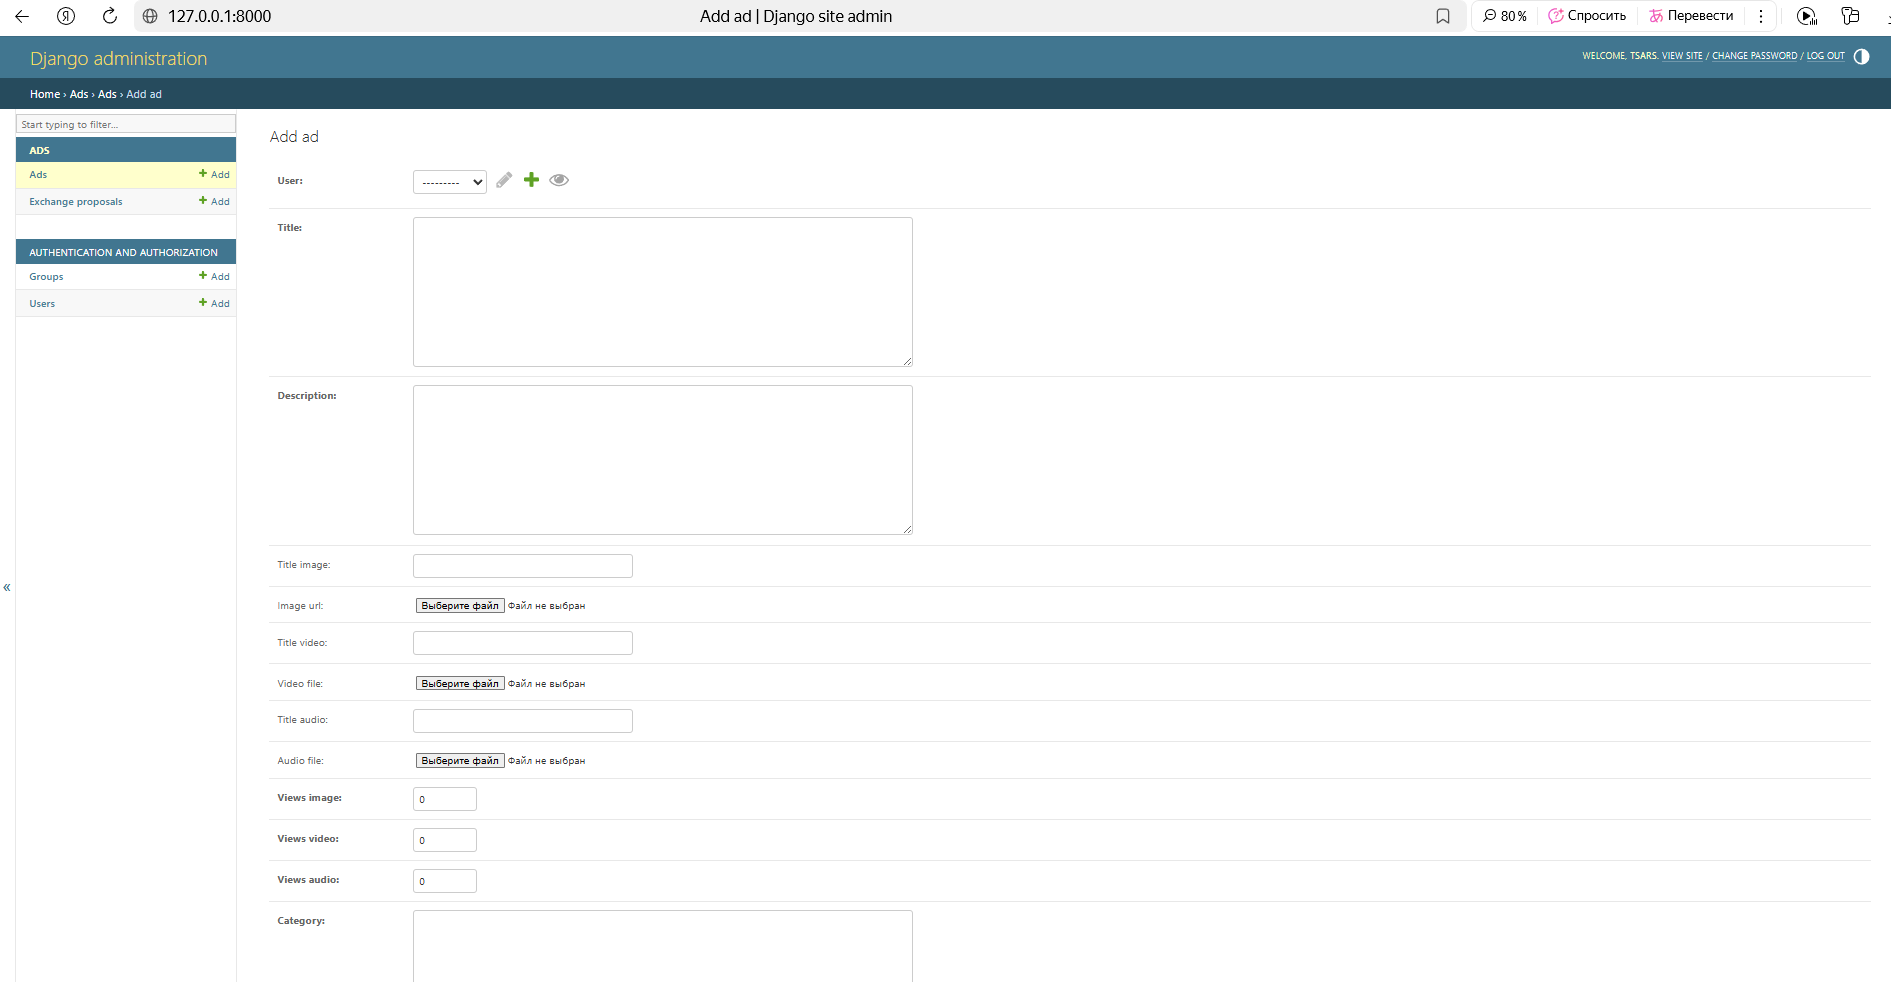 127.0.0.1:8000
Add ad | Django site admin
80 %
Спросить
Перевести
Django administration
WELCOME, TSARS. VIEW SITE / CHANGE PASSWORD / LOG OUT
Home › Ads › Ads › Add ad
Start typing to filter...
ADS
Ads
+ Add
Exchange proposals
+ Add
AUTHENTICATION AND AUTHORIZATION
Groups
+ Add
Users
+ Add
«
Add ad
User:
---------
Title:
Description:
Title image:
Image url:
Выберите файл Файл не выбран
Title video:
Video file:
Выберите файл Файл не выбран
Title audio:
Audio file:
Выберите файл Файл не выбран
Views image:
0
Views video:
0
Views audio:
0
Category: